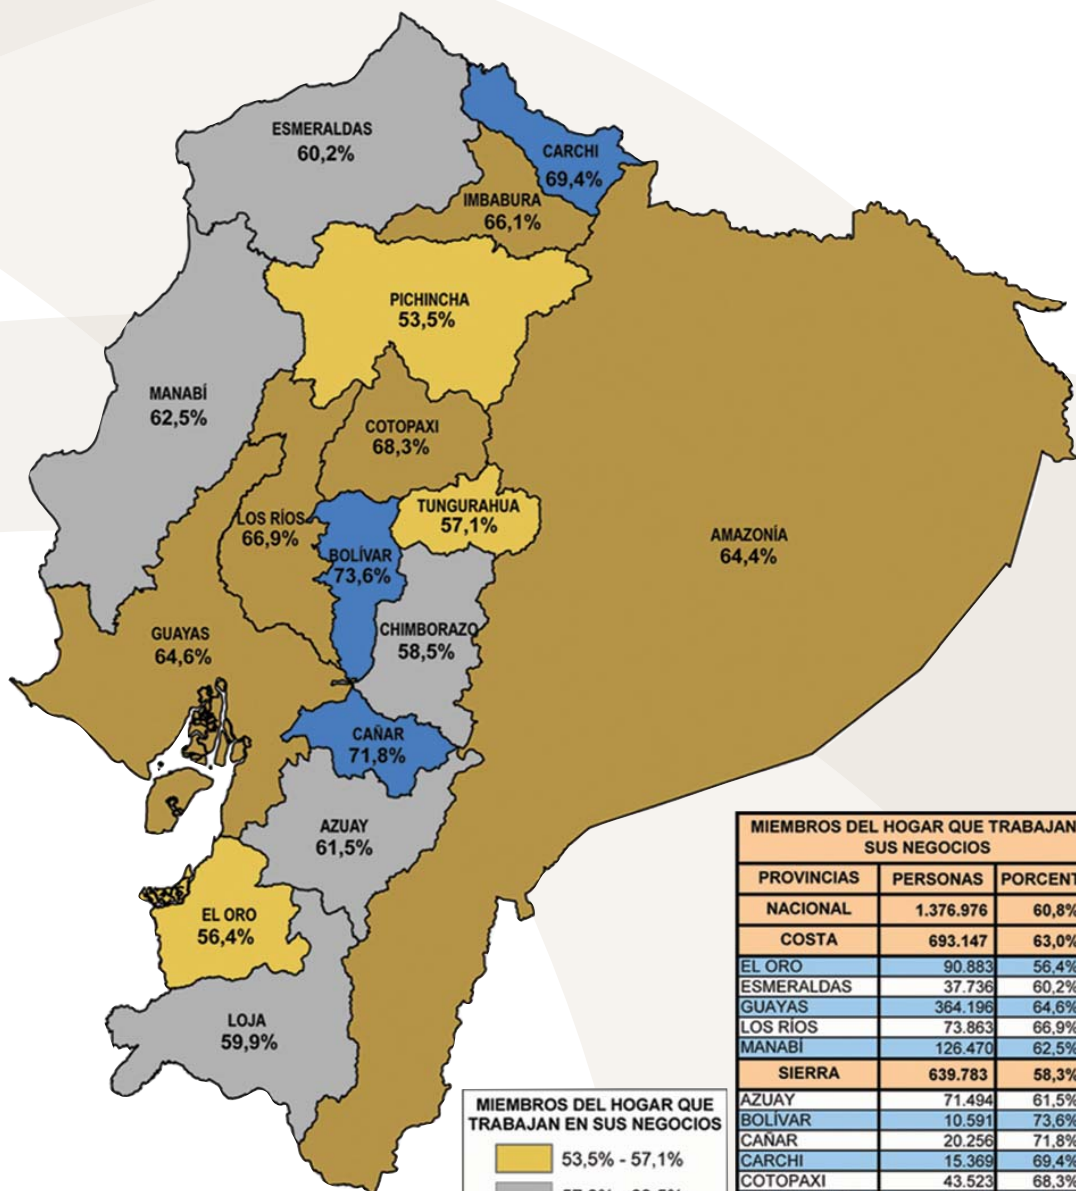 ESMERALDAS
60,2%
CARCHI
69,4%
IMBABURA
66,1%
PICHINCHA
53,5%
MANABÍ
62,5%
COTOPAXI
68,3%
LOS RÍOS
66,9%
TUNGURAHUA
57,1%
BOLÍVAR
73,6%
AMAZONÍA
64,4%
GUAYAS
64,6%
CHIMBORAZO
58,5%
CAÑAR
71,8%
AZUAY
61,5%
EL ORO
56,4%
LOJA
59,9%
MIEMBROS DEL HOGAR QUE
TRABAJAN EN SUS NEGOCIOS
53,5% - 57,1%
MIEMBROS DEL HOGAR QUE TRABAJAN
SUS NEGOCIOS
PROVINCIAS PERSONAS PORCENT
NACIONAL 1.376.976 60,8%
COSTA 693.147 63,0%
EL ORO 90.883 56,4%
ESMERALDAS 37.736 60,2%
GUAYAS 364.196 64,6%
LOS RÍOS 73.863 66,9%
MANABÍ 126.470 62,5%
SIERRA 639.783 58,3%
AZUAY 71.494 61,5%
BOLÍVAR 10.591 73,6%
CAÑAR 20.256 71,8%
CARCHI 15.369 69,4%
COTOPAXI 43.523 68,3%